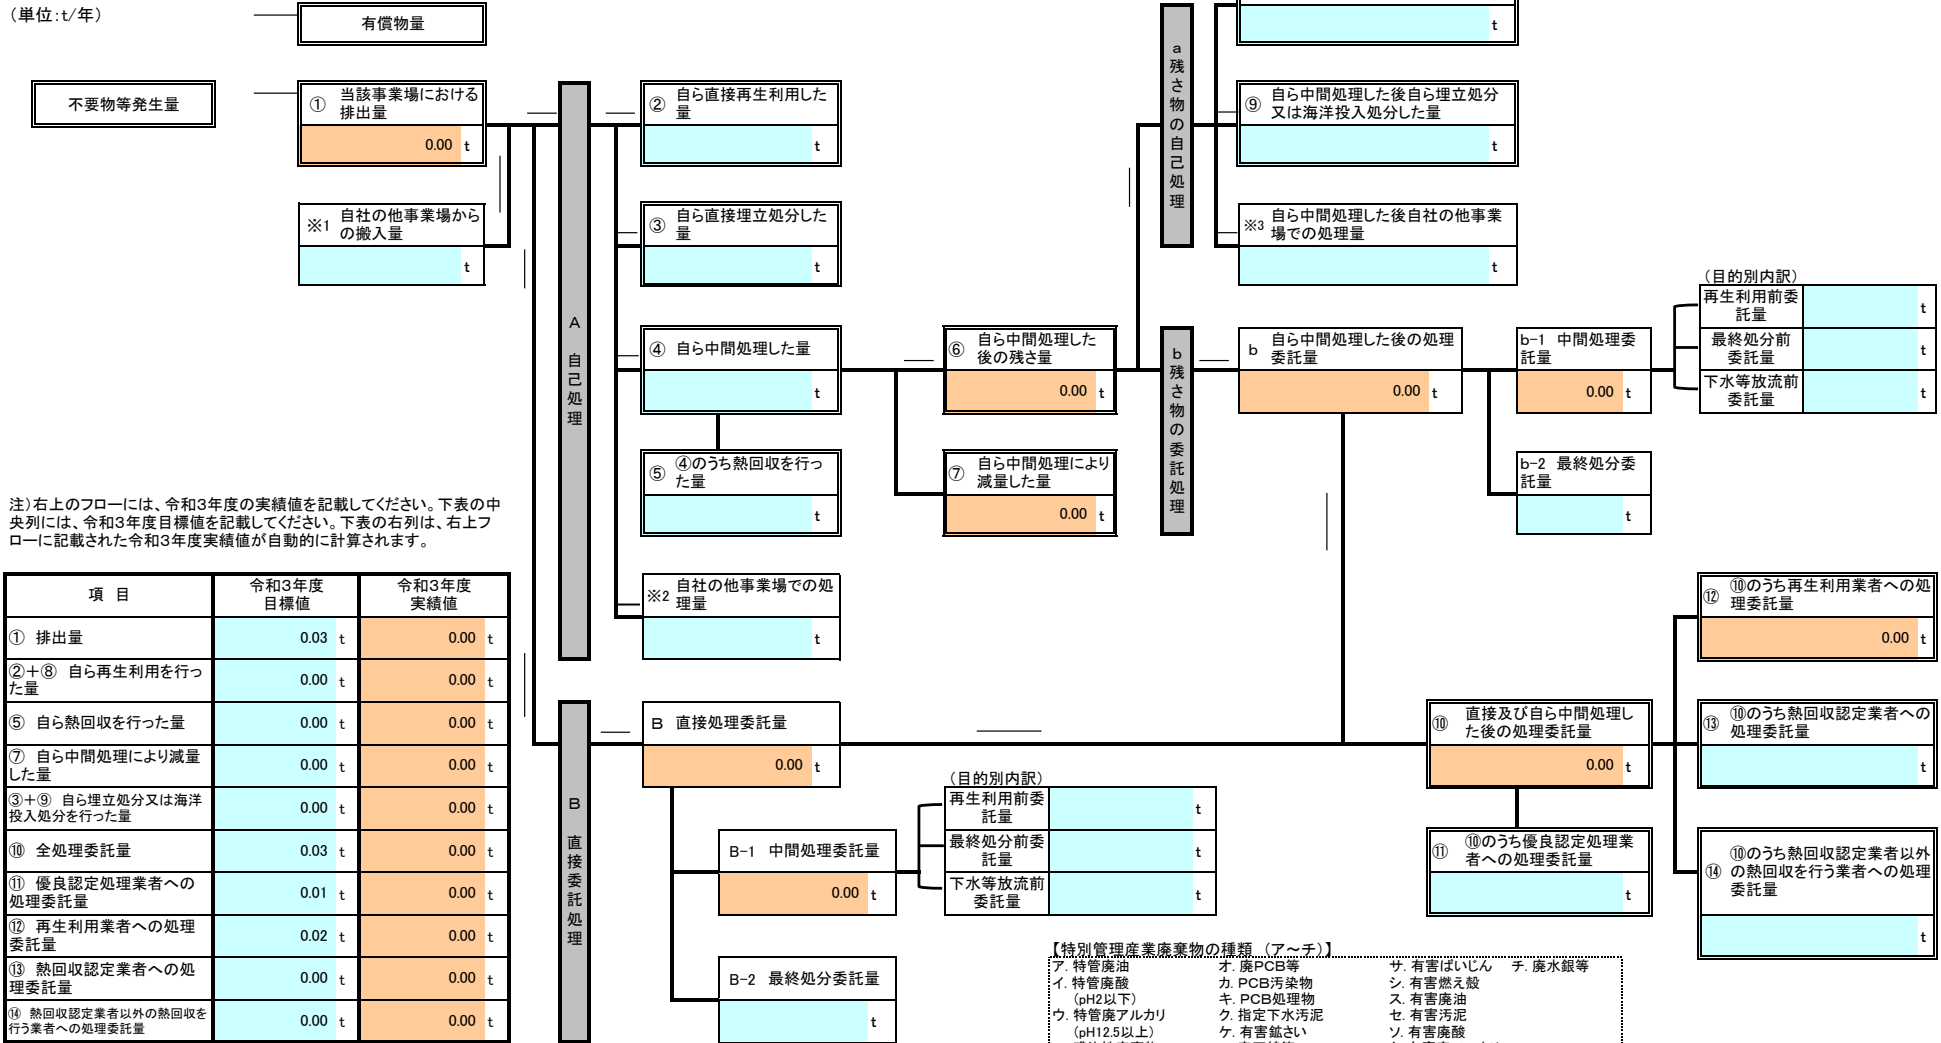 (単位:t/年)
有償物量
t
不要物等発生量
① 当該事業場における
排出量
0.00 t
※1 自社の他事業場から
の搬入量
t
A 自己処理
② 自ら直接再生利用した
量
t
③ 自ら直接埋立処分した
量
t
④ 自ら中間処理した量
t
⑤ ④のうち熱回収を行っ
た量
t
※2 自社の他事業場での処
理量
t
⑥ 自ら中間処理した
後の残さ量
0.00 t
⑦ 自ら中間処理により
減量した量
0.00 t
a 残さ物の自己処理
⑨ 自ら中間処理した後自ら埋立処分
又は海洋投入処分した量
t
※3 自ら中間処理した後自社の他事業
場での処理量
t
b 残さ物の委託処理
b 自ら中間処理した後の処理
委託量
0.00 t
b-1 中間処理委
託量
0.00 t
b-2 最終処分委
託量
t
(目的別内訳)
再生利用前委
託量
t
最終処分前
委託量
t
下水等放流前
委託量
t
注)右上のフローには、令和3年度の実績値を記載してください。下表の中
央列には、令和3年度目標値を記載してください。下表の右列は、右上フ
ローに記載された令和3年度実績値が自動的に計算されます。
項 目
令和3年度
目標値
令和3年度
実績値
① 排出量 0.03 t 0.00 t
②+⑧ 自ら再生利用を行っ
た量 0.00 t 0.00 t
⑤ 自ら熱回収を行った量 0.00 t 0.00 t
⑦ 自ら中間処理により減量
した量 0.00 t 0.00 t
③+⑨ 自ら埋立処分又は海洋
投入処分を行った量 0.00 t 0.00 t
⑩ 全処理委託量 0.03 t 0.00 t
⑪ 優良認定処理業者への
処理委託量 0.01 t 0.00 t
⑫ 再生利用業者への処理
委託量 0.02 t 0.00 t
⑬ 熱回収認定業者への処
理委託量 0.00 t 0.00 t
⑭ 熱回収認定業者以外の熱回収を
行う業者への処理委託量 0.00 t 0.00 t
B 直接委託処理
B 直接処理委託量
0.00 t
B-1 中間処理委託量
0.00 t
B-2 最終処分委託量
t
(目的別内訳)
再生利用前委
託量
t
最終処分前委
託量
t
下水等放流前
委託量
t
⑩ 直接及び自ら中間処理し
た後の処理委託量
0.00 t
⑪ ⑩のうち優良認定処理業
者への処理委託量
t
⑫ ⑩のうち再生利用業者への処
理委託量
0.00 t
⑬ ⑩のうち熱回収認定業者への
処理委託量
t
⑭ ⑩のうち熱回収認定業者以外
の熱回収を行う業者への処理
委託量
t
【特別管理産業廃棄物の種類 (ア~チ)】
ア. 特管廃油 オ. 廃PCB等 サ. 有害ばいじん チ. 廃水銀等
イ. 特管廃酸 カ. PCB汚染物 シ. 有害燃え殻
(pH2以下) キ. PCB処理物 ス. 有害廃油
ウ. 特管廃アルカリ ク. 指定下水汚泥 セ. 有害汚泥
(pH12.5以上) ケ. 有害鉱さい ソ. 有害廃酸